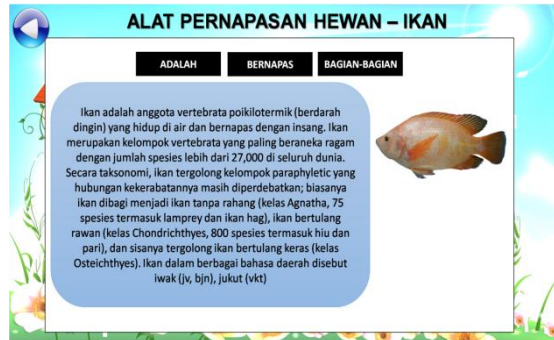 ALAT PERNAPASAN HEWAN – IKAN
ADALAH
BERNAPAS
BAGIAN-BAGIAN
Ikan adalah anggota vertebrata poikilotermik (berdarah
dingin) yang hidup di air dan bernapas dengan insang. Ikan
merupakan kelompok vertebrata yang paling beraneka ragam
dengan jumlah spesies lebih dari 27,000 di seluruh dunia.
Secara taksonomi, ikan tergolong kelompok paraphyletic yang
hubungan kekerabatannya masih diperdebatkan; biasanya
ikan dibagi menjadi ikan tanpa rahang (kelas Agnatha, 75
spesies termasuk lamprey dan ikan hag), ikan bertulang
rawan (kelas Chondrichthyes, 800 spesies termasuk hiu dan
pari), dan sisanya tergolong ikan bertulang keras (kelas
Osteichthyes). Ikan dalam berbagai bahasa daerah disebut
iwak (jv, bjn), jukut (vkt)